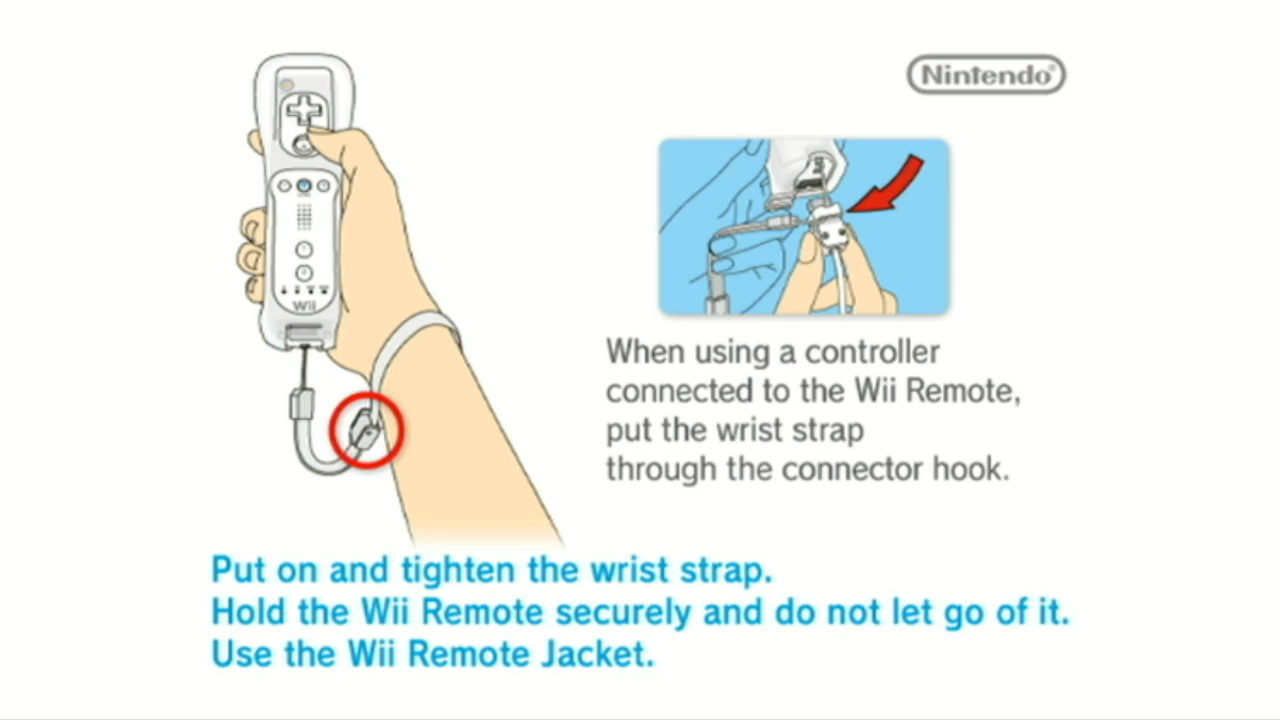 Nintendo®
When using a controller
connected to the Wii Remote,
put the wrist strap
through the connector hook.
Wii
Put on and tighten the wrist strap.
Hold the Wii Remote securely and do not let go of it.
Use the Wii Remote Jacket.